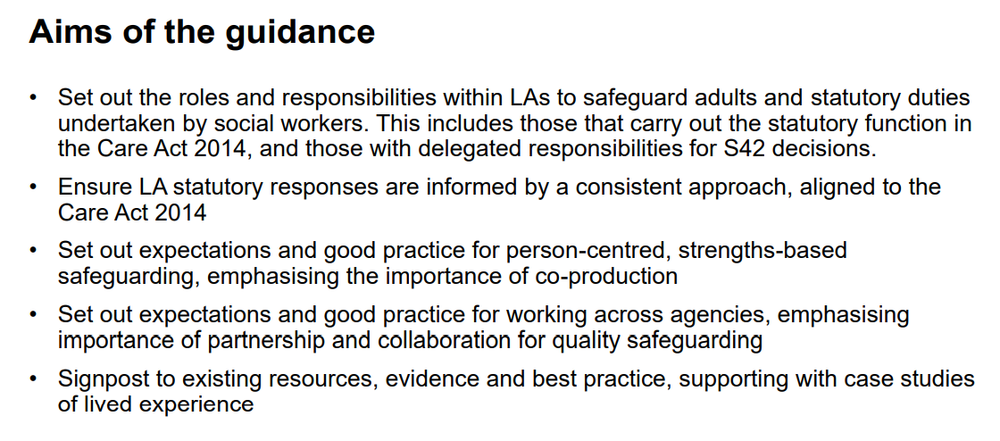 Aims of the guidance
• Set out the roles and responsibilities within LAs to safeguard adults and statutory duties
undertaken by social workers. This includes those that carry out the statutory function in
the Care Act 2014, and those with delegated responsibilities for S42 decisions.
• Ensure LA statutory responses are informed by a consistent approach, aligned to the
Care Act 2014
• Set out expectations and good practice for person-centred, strengths-based
safeguarding, emphasising the importance of co-production
• Set out expectations and good practice for working across agencies, emphasising
importance of partnership and collaboration for quality safeguarding
• Signpost to existing resources, evidence and best practice, supporting with case studies
of lived experience